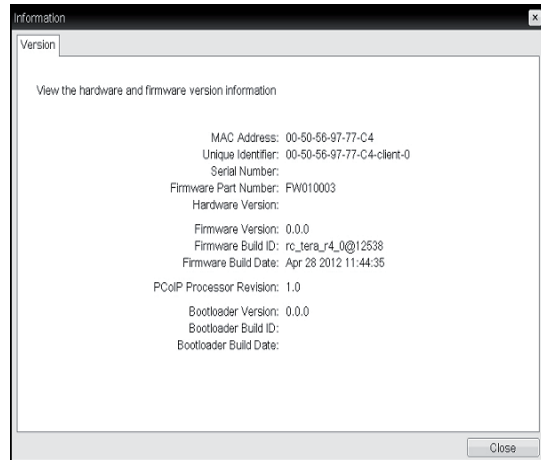 Information
Version
View the hardware and firmware version information
MAC Address: 00-50-56-97-77-C4
Unique Identifier: 00-50-56-97-77-C4-client-0
Serial Number:
Firmware Part Number: FW010003
Hardware Version:
Firmware Version: 0.0.0
Firmware Build ID: rc_tera_r4_0@12538
Firmware Build Date: Apr 28 2012 11:44:35
PCoIP Processor Revision: 1.0
Bootloader Version: 0.0.0
Bootloader Build ID:
Bootloader Build Date:
Close